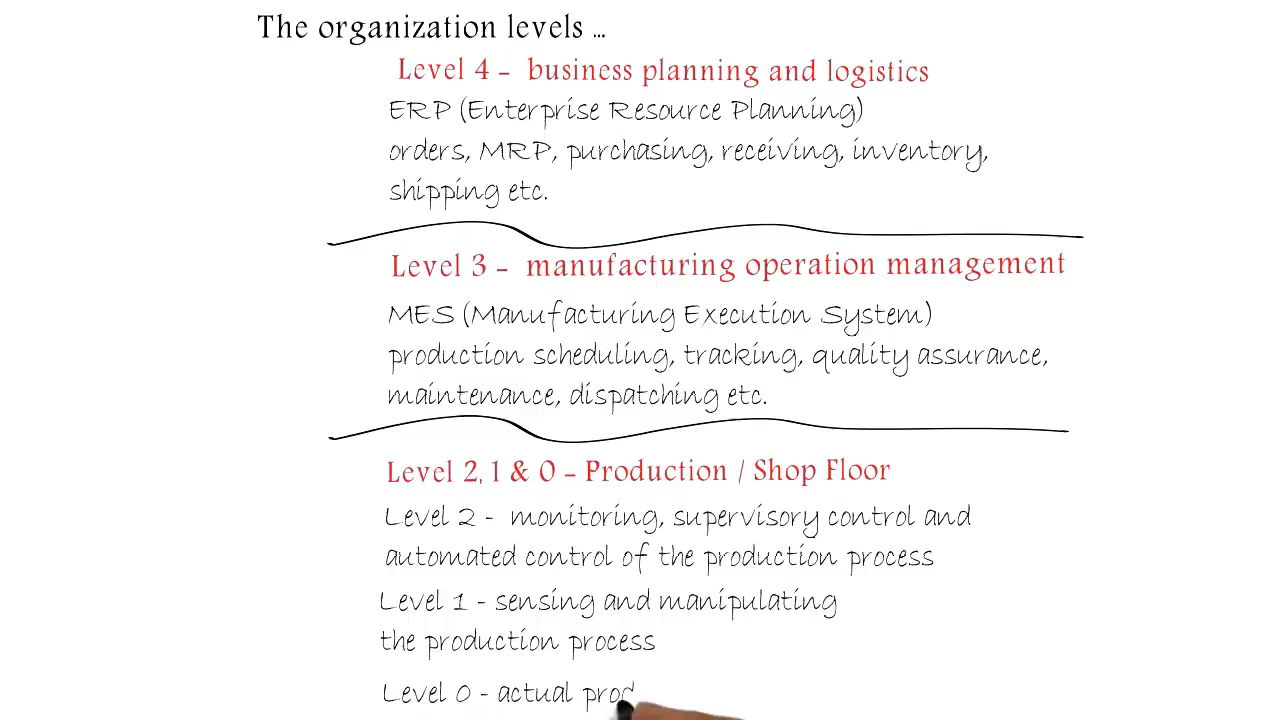 The organization levels ...
Level 4 - business planning and logistics
ERP (Enterprise Resource Planning)
orders, MRP, purchasing, receiving, inventory,
shipping etc.
Level 3 - manufacturing operation management
MES (Manufacturing Execution System)
production scheduling, tracking, quality assurance,
maintenance, dispatching etc.
Level 2, 1 & 0 - Production / Shop Floor
Level 2 - monitoring, supervisory control and
automated control of the production process
Level 1 - sensing and manipulating
the production process
Level 0 - actual prod